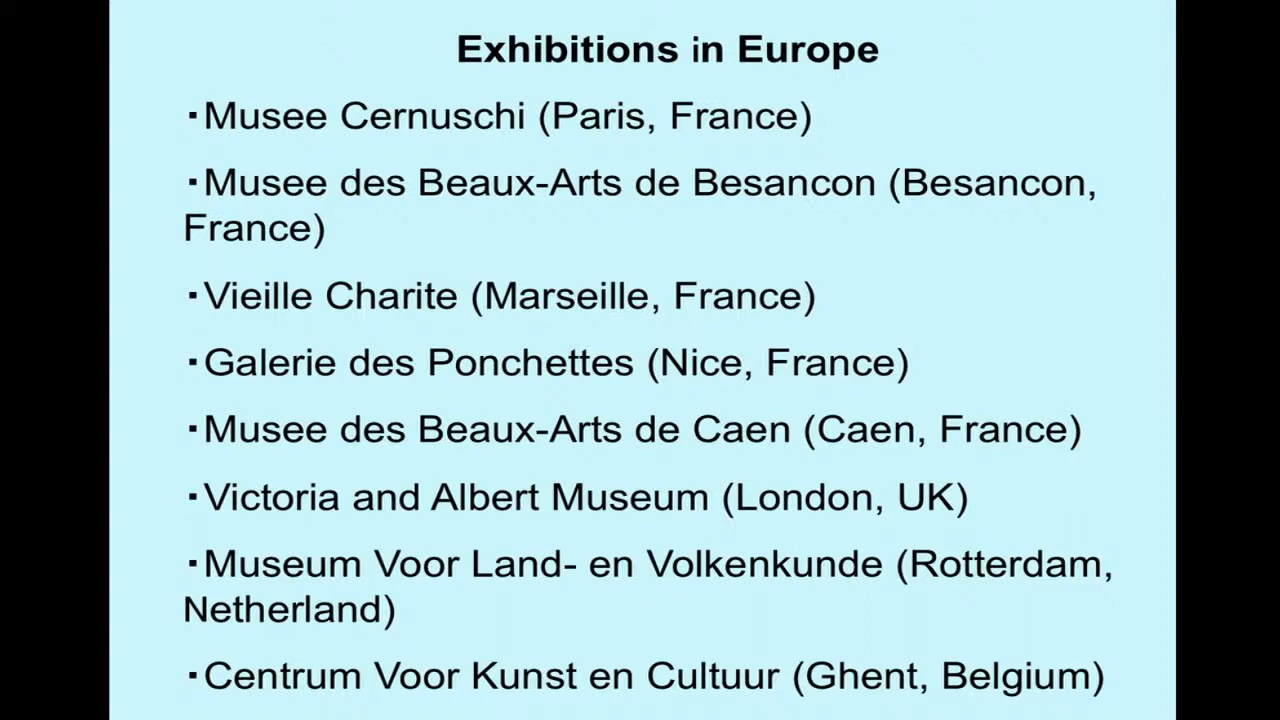 Exhibitions in Europe
▪Musee Cernuschi (Paris, France)
▪Musee des Beaux-Arts de Besancon (Besancon,
France)
▪Vieille Charite (Marseille, France)
▪Galerie des Ponchettes (Nice, France)
▪Musee des Beaux-Arts de Caen (Caen, France)
▪Victoria and Albert Museum (London, UK)
▪Museum Voor Land- en Volkenkunde (Rotterdam,
Netherland)
▪Centrum Voor Kunst en Cultuur (Ghent, Belgium)